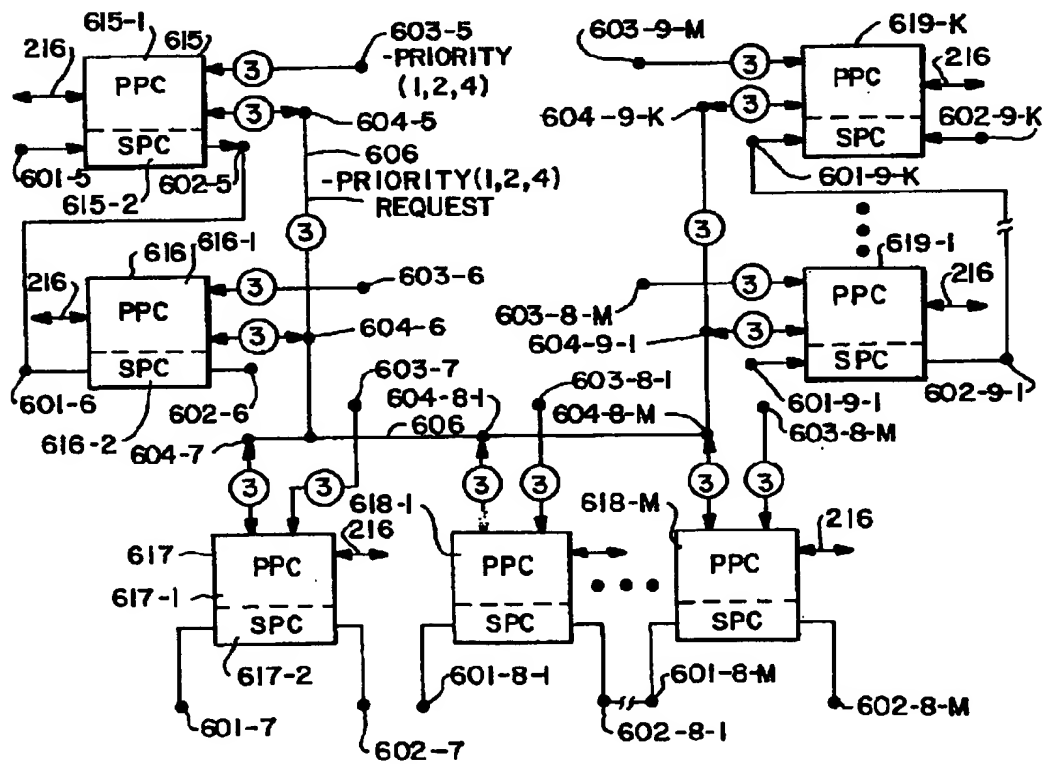 615-1
615
216
PPC
SPC
601-5
615-2
602-5
3
603-5
-PRIORITY
(1,2,4)
3
604-5
606
-PRIORITY(1,2,4)
REQUEST
3
603-9-M
3
619-K
PPC
216
3
604-9-K
SPC
602-9-K
601-9-K
3
616
616-1
216
PPC
SPC
3
603-6
3
604-6
601-6
602-6
616-2
619-1
3
603-8-M
PPC
216
3
604-9-1
SPC
601-9-1
602-9-1
603-7
604-8-1
603-8-1
604-8-M
603-8-M
604-7
606
3
3
3
3
3
3
617
617-1
PPC
216
SPC
617-2
601-7
602-7
618-1
PPC
SPC
601-8-1
602-8-1
618-M
PPC
216
SPC
601-8-M
602-8-M